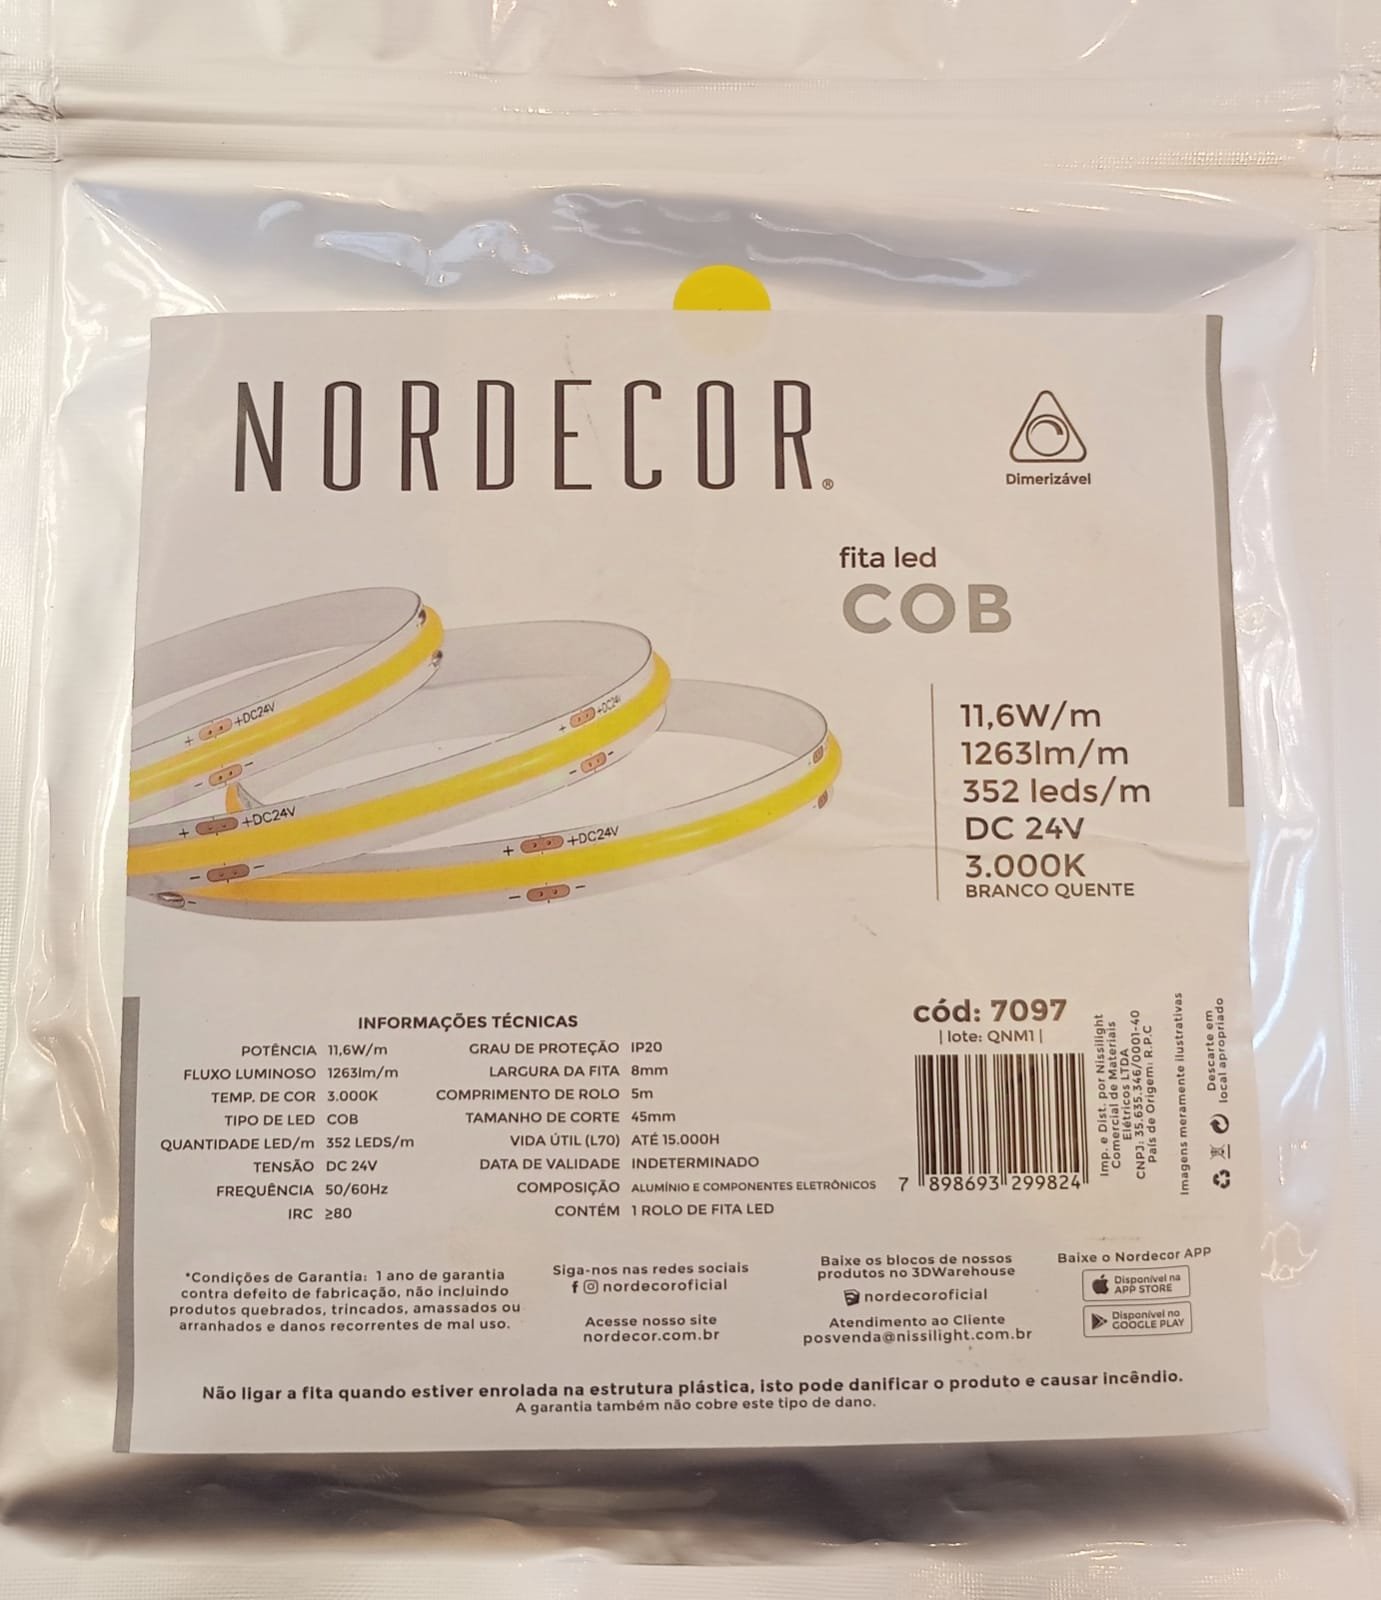 NORDECOR®
Dimerizável
fita led
COB
+ +DC24V
- -
+ +DC24V
- -
+ +DC24V
- -
11,6W/m
1263lm/m
352 leds/m
DC 24V
3.000K
BRANCO QUENTE
INFORMAÇÕES TÉCNICAS
POTÊNCIA 11,6W/m
FLUXO LUMINOSO 1263lm/m
TEMP. DE COR 3.000K
TIPO DE LED COB
QUANTIDADE LED/m 352 LEDS/m
TENSÃO DC 24V
FREQUÊNCIA 50/60Hz
IRC ≥80
GRAU DE PROTEÇÃO IP20
LARGURA DA FITA 8mm
COMPRIMENTO DE ROLO 5m
TAMANHO DE CORTE 45mm
VIDA ÚTIL (L70) ATÉ 15.000H
DATA DE VALIDADE INDETERMINADO
COMPOSIÇÃO ALUMÍNIO E COMPONENTES ELETRÔNICOS
CONTÉM 1 ROLO DE FITA LED
cód: 7097
| lote: QNM1 |
7 898693 299824
Imp. e Dist. por Nissilight
Comercial de Materiais
Elétricos LTDA
CNPJ: 35.635.346/0001-40
País de Origem: R.P.C
Imagens meramente ilustrativas
Descarte em
local apropriado
*Condições de Garantia: 1 ano de garantia
contra defeito de fabricação, não incluindo
produtos quebrados, trincados, amassados ou
arranhados e danos recorrentes de mal uso.
Siga-nos nas redes sociais
f nordecoroficial
Acesse nosso site
nordecor.com.br
Baixe os blocos de nossos
produtos no 3DWarehouse
nordecoroficial
Atendimento ao Cliente
posvenda@nissilight.com.br
Baixe o Nordecor APP
Disponível na
APP STORE
Disponível no
GOOGLE PLAY
Não ligar a fita quando estiver enrolada na estrutura plástica, isto pode danificar o produto e causar incêndio.
A garantia também não cobre este tipo de dano.